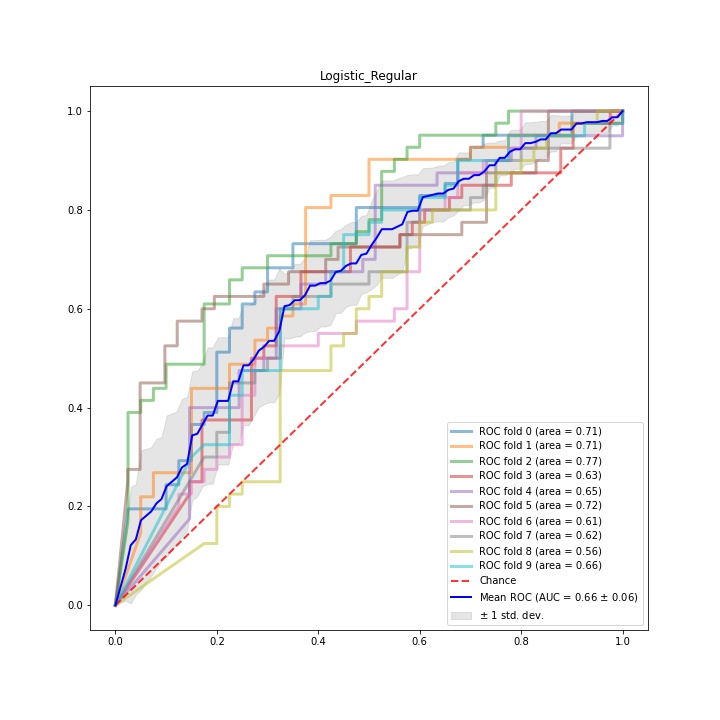 Logistic_Regular
1.0
0.8
0.6
0.4
0.2
0.0
0.0 0.2 0.4 0.6 0.8 1.0
ROC fold 0 (area = 0.71)
ROC fold 1 (area = 0.71)
ROC fold 2 (area = 0.77)
ROC fold 3 (area = 0.63)
ROC fold 4 (area = 0.65)
ROC fold 5 (area = 0.72)
ROC fold 6 (area = 0.61)
ROC fold 7 (area = 0.62)
ROC fold 8 (area = 0.56)
ROC fold 9 (area = 0.66)
Chance
Mean ROC (AUC = 0.66 ± 0.06)
± 1 std. dev.